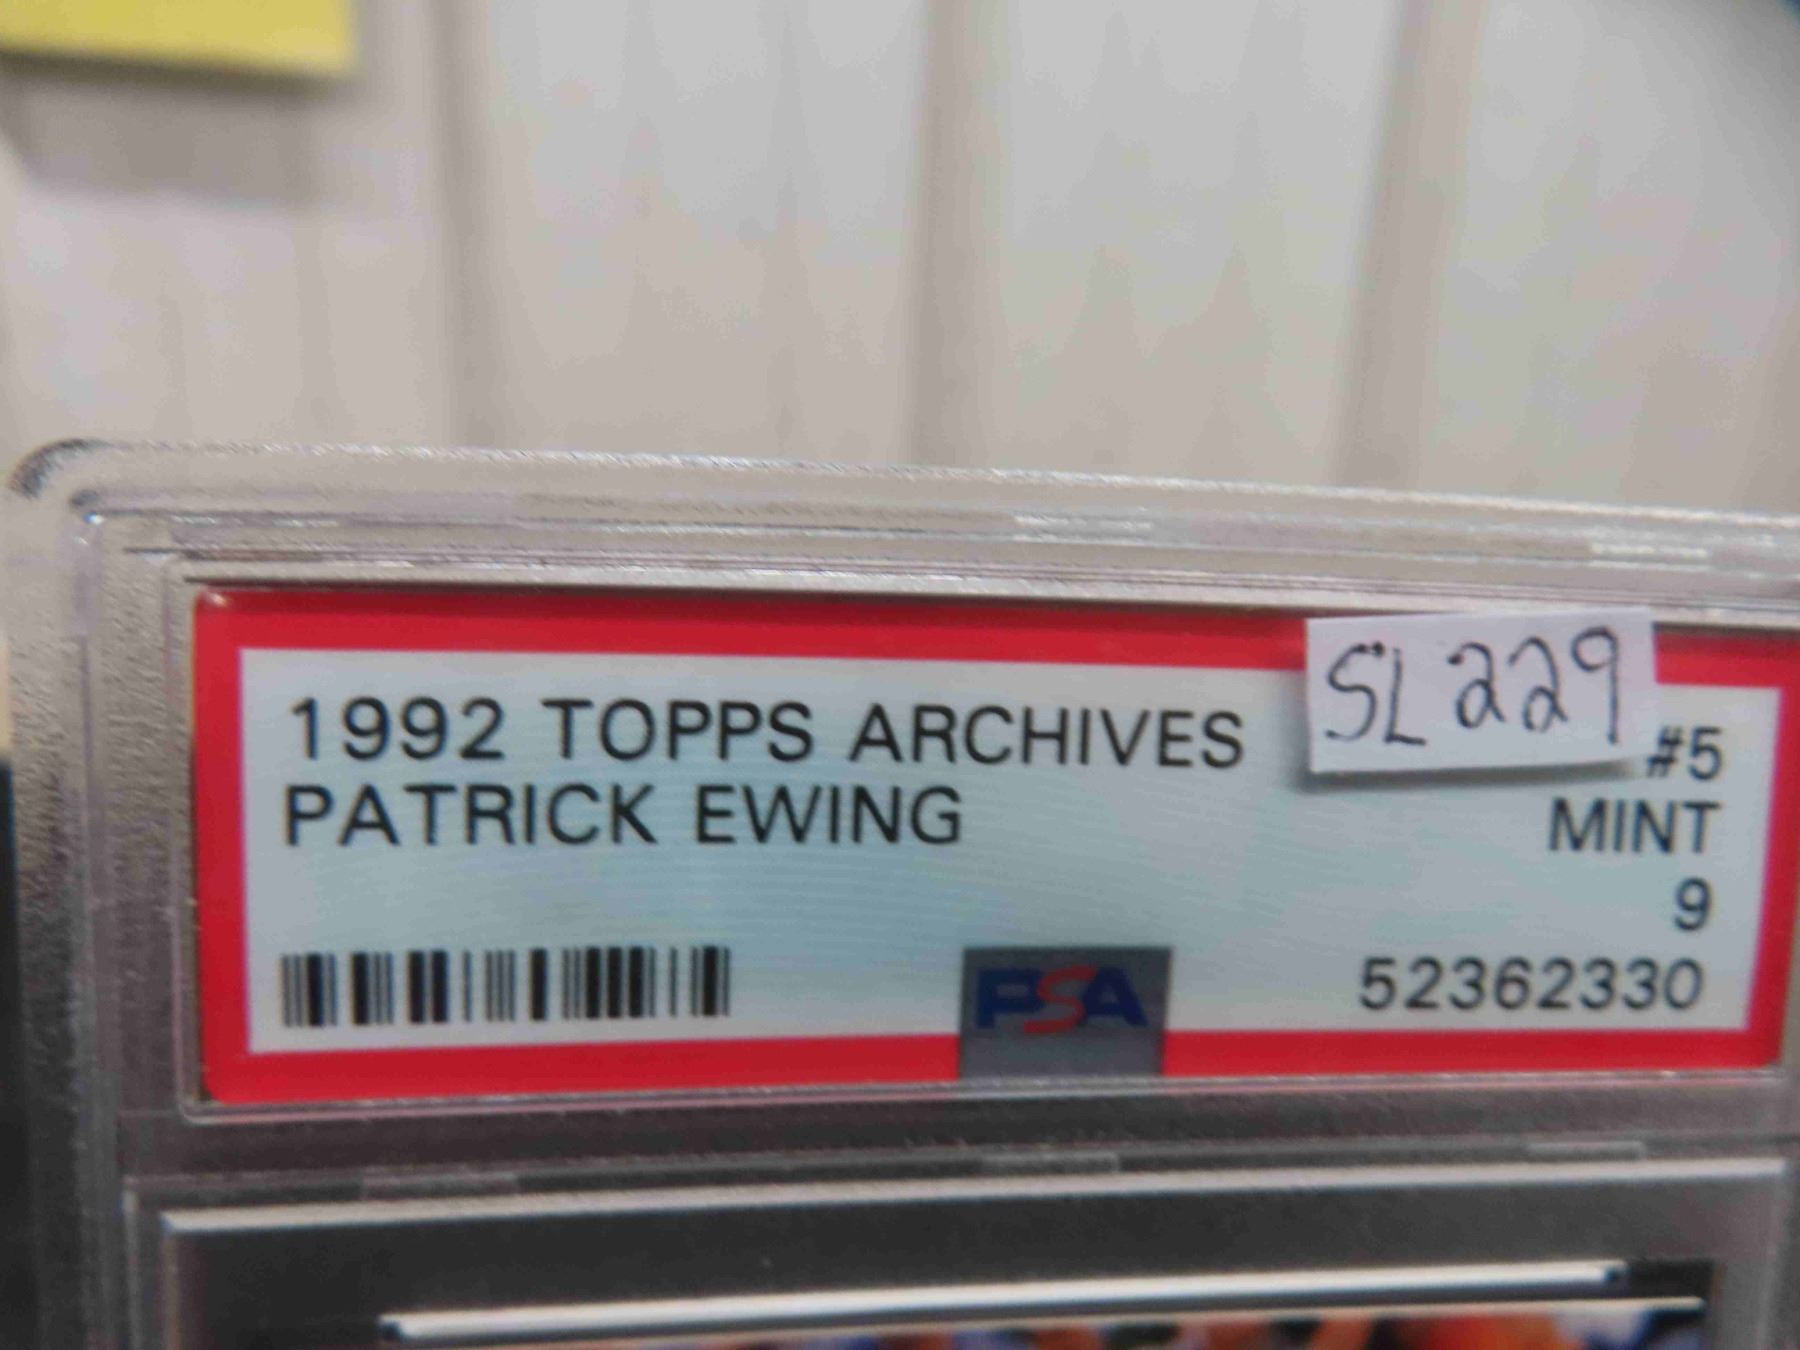 SL229
1992 TOPPS ARCHIVES #5
PATRICK EWING MINT
9
PSA 52362330